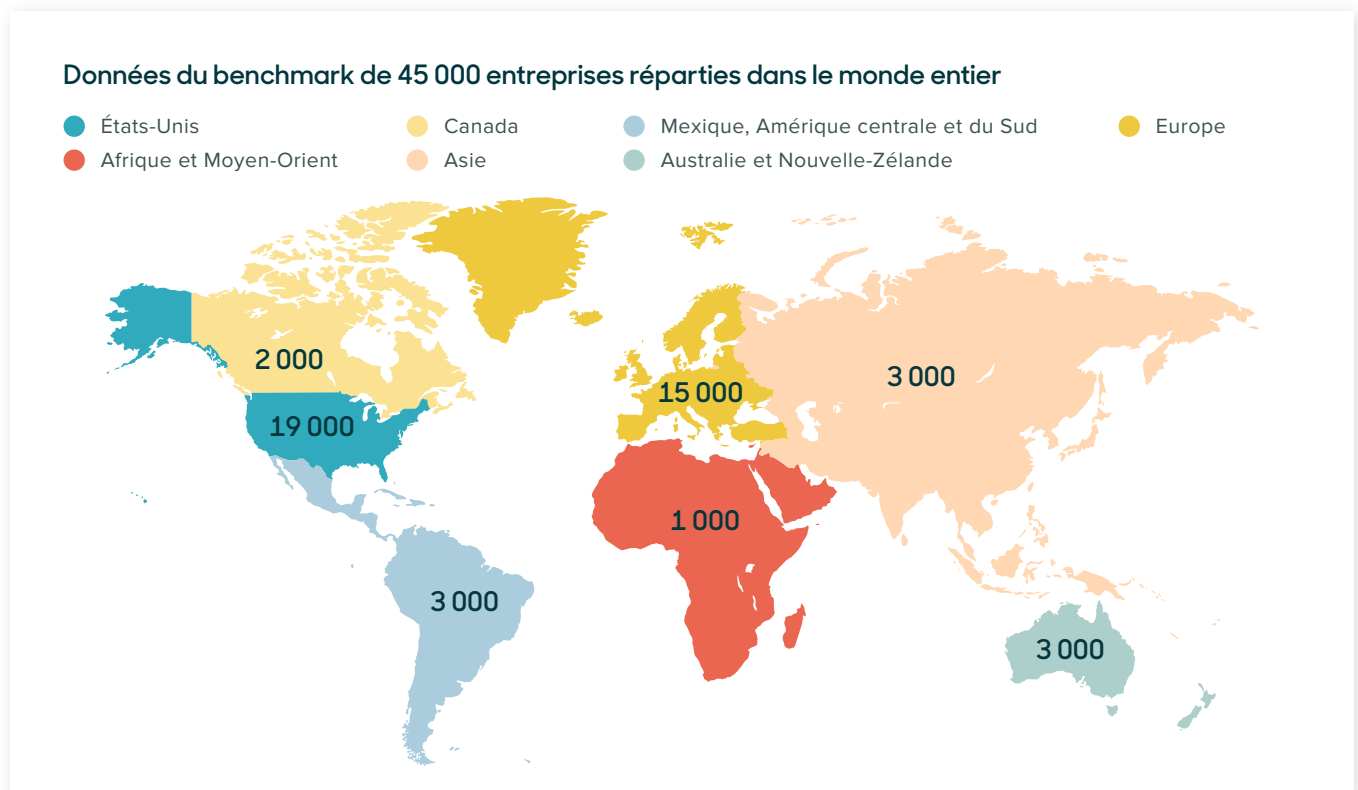 Données du benchmark de 45 000 entreprises réparties dans le monde entier
États-Unis
Canada
Mexique, Amérique centrale et du Sud
Europe
Afrique et Moyen-Orient
Asie
Australie et Nouvelle-Zélande
2 000
19 000
15 000
3 000
1 000
3 000
3 000